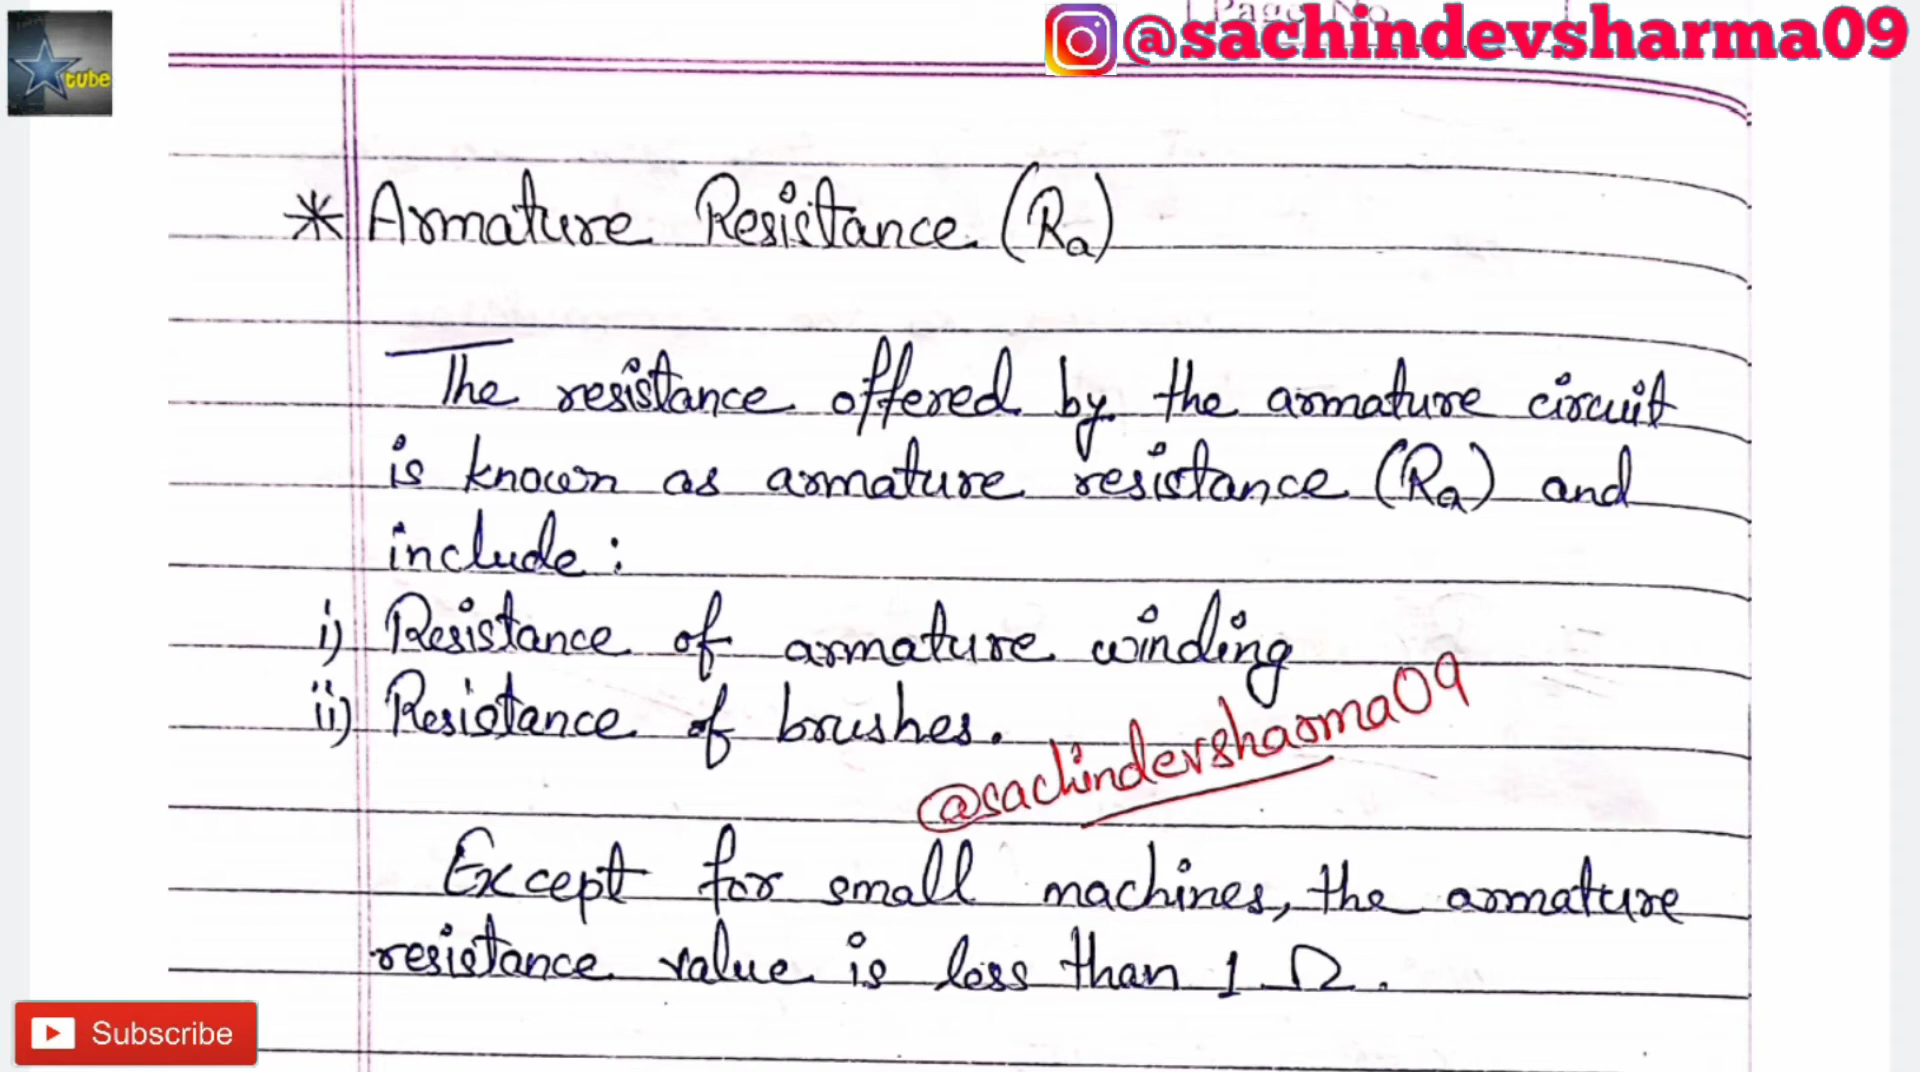 Page No.
@sachindevsharma09
tube
* Armature Resistance (Ra)
The resistance offered by the armature circuit
is known as armature resistance (Ra) and
include :
i) Resistance of armature winding
ii) Resistance of brushes.
@sachindevsharma09
Except for small machines, the armature
resistance value is less than 1 Ω.
Subscribe